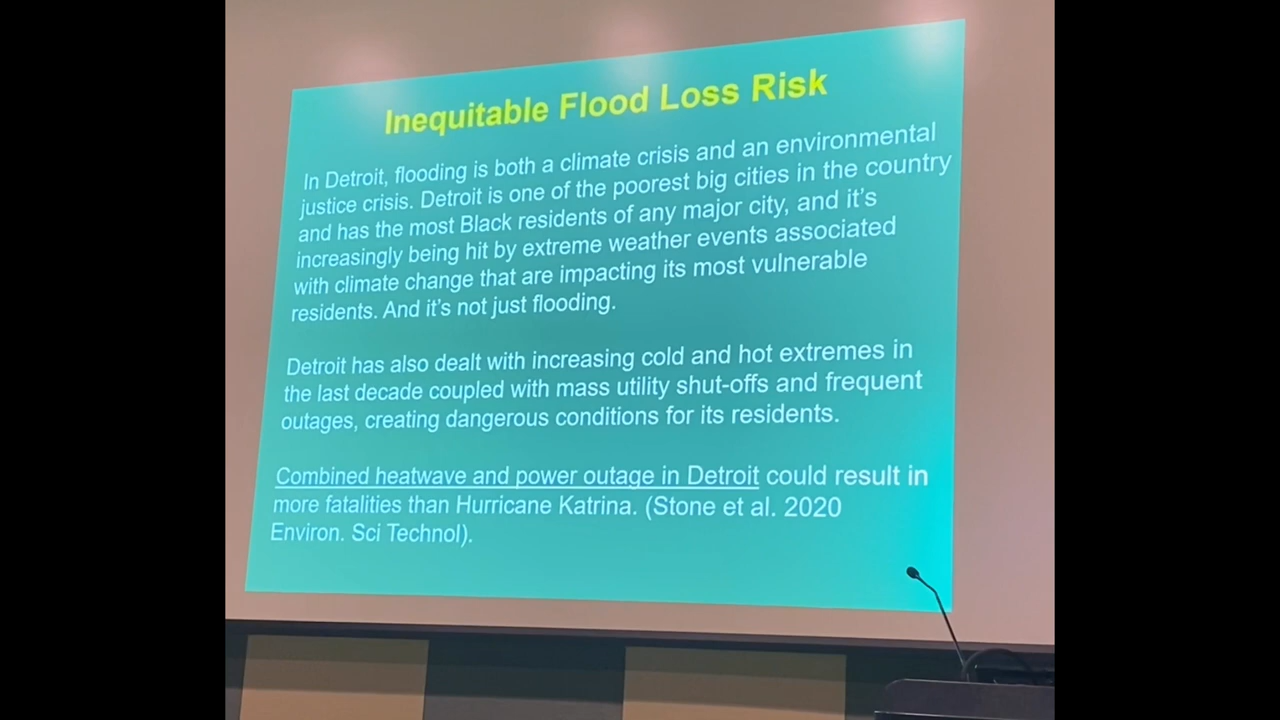 Inequitable Flood Loss Risk
In Detroit, flooding is both a climate crisis and an environmental
justice crisis. Detroit is one of the poorest big cities in the country
and has the most Black residents of any major city, and it's
increasingly being hit by extreme weather events associated
with climate change that are impacting its most vulnerable
residents. And it's not just flooding.
Detroit has also dealt with increasing cold and hot extremes in
the last decade coupled with mass utility shut-offs and frequent
outages, creating dangerous conditions for its residents.
Combined heatwave and power outage in Detroit could result in
more fatalities than Hurricane Katrina. (Stone et al. 2020
Environ. Sci Technol).